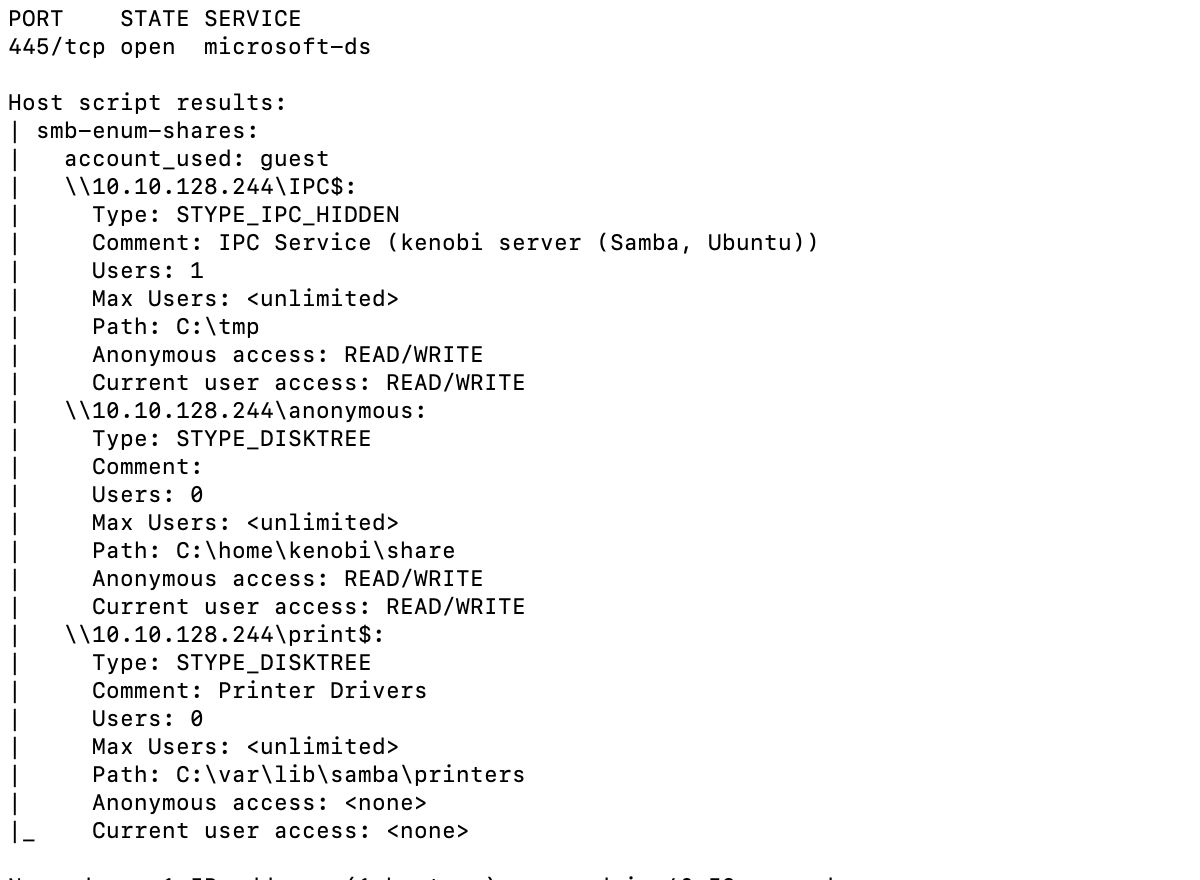 PORT    STATE SERVICE
445/tcp open  microsoft-ds

Host script results:
| smb-enum-shares:
|   account_used: guest
|   \\10.10.128.244\IPC$:
|     Type: STYPE_IPC_HIDDEN
|     Comment: IPC Service (kenobi server (Samba, Ubuntu))
|     Users: 1
|     Max Users: <unlimited>
|     Path: C:\tmp
|     Anonymous access: READ/WRITE
|     Current user access: READ/WRITE
|   \\10.10.128.244\anonymous:
|     Type: STYPE_DISKTREE
|     Comment:
|     Users: 0
|     Max Users: <unlimited>
|     Path: C:\home\kenobi\share
|     Anonymous access: READ/WRITE
|     Current user access: READ/WRITE
|   \\10.10.128.244\print$:
|     Type: STYPE_DISKTREE
|     Comment: Printer Drivers
|     Users: 0
|     Max Users: <unlimited>
|     Path: C:\var\lib\samba\printers
|     Anonymous access: <none>
|_    Current user access: <none>